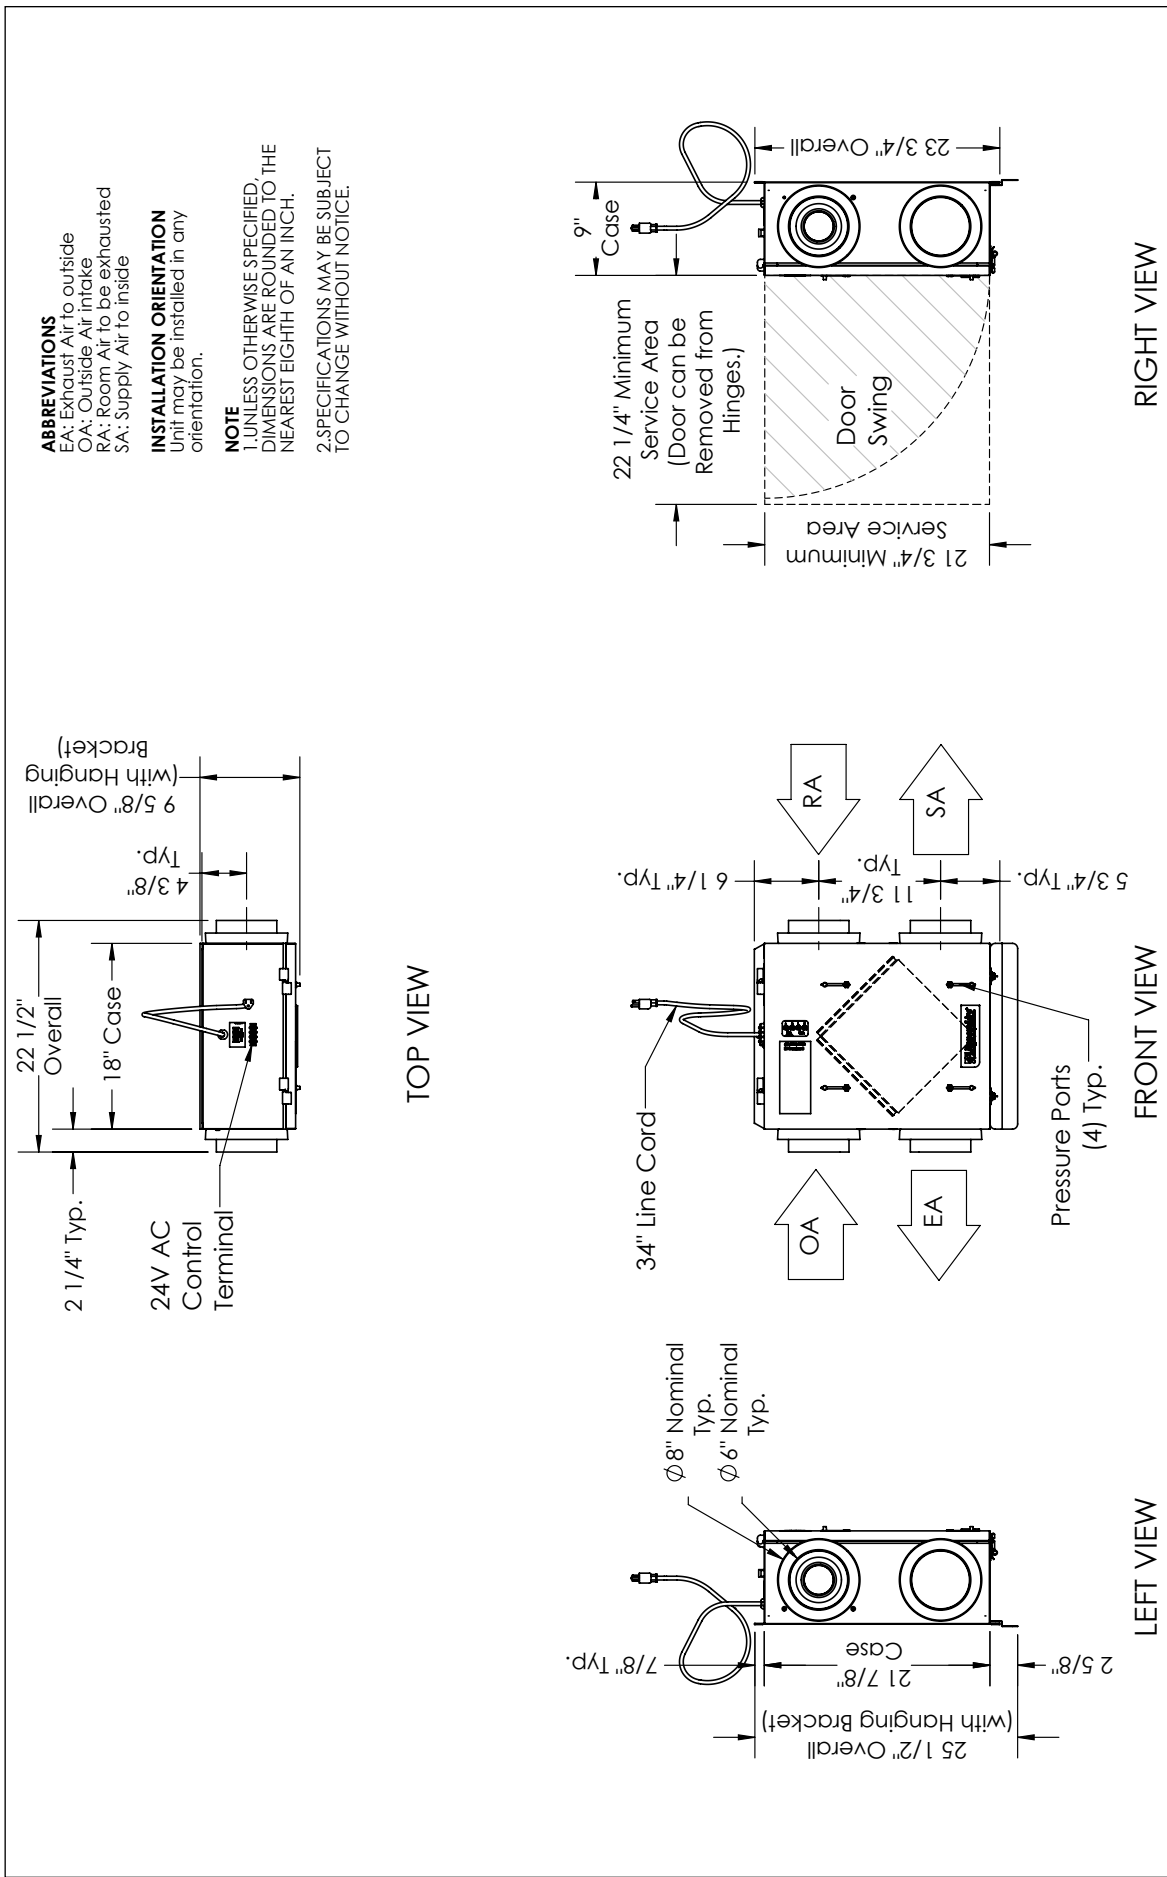 ABBREVIATIONS
EA: Exhaust Air to outside
OA: Outside Air intake
RA: Room Air to be exhausted
SA: Supply Air to inside
INSTALLATION ORIENTATION
Unit may be installed in any
orientation.
NOTE
1.UNLESS OTHERWISE SPECIFIED,
DIMENSIONS ARE ROUNDED TO THE
NEAREST EIGHTH OF AN INCH.
2.SPECIFICATIONS MAY BE SUBJECT
TO CHANGE WITHOUT NOTICE.
22 1/2"
Overall
18" Case
2 1/4" Typ.
4 3/8"
Typ.
9 5/8" Overall
(with Hanging
Bracket)
24V AC
Control
Terminal
TOP VIEW
Ø8" Nominal
Typ.
Ø6" Nominal
Typ.
7/8" Typ.
21 7/8"
Case
2 5/8"
25 1/2" Overall
(with Hanging Bracket)
LEFT VIEW
34" Line Cord
OA
EA
RA
SA
6 1/4" Typ.
11 3/4"
Typ.
5 3/4" Typ.
Pressure Ports
(4) Typ.
FRONT VIEW
22 1/4" Minimum
Service Area
(Door can be
Removed from
Hinges.)
9"
Case
23 3/4" Overall
Door
Swing
21 3/4" Minimum
Service Area
RIGHT VIEW